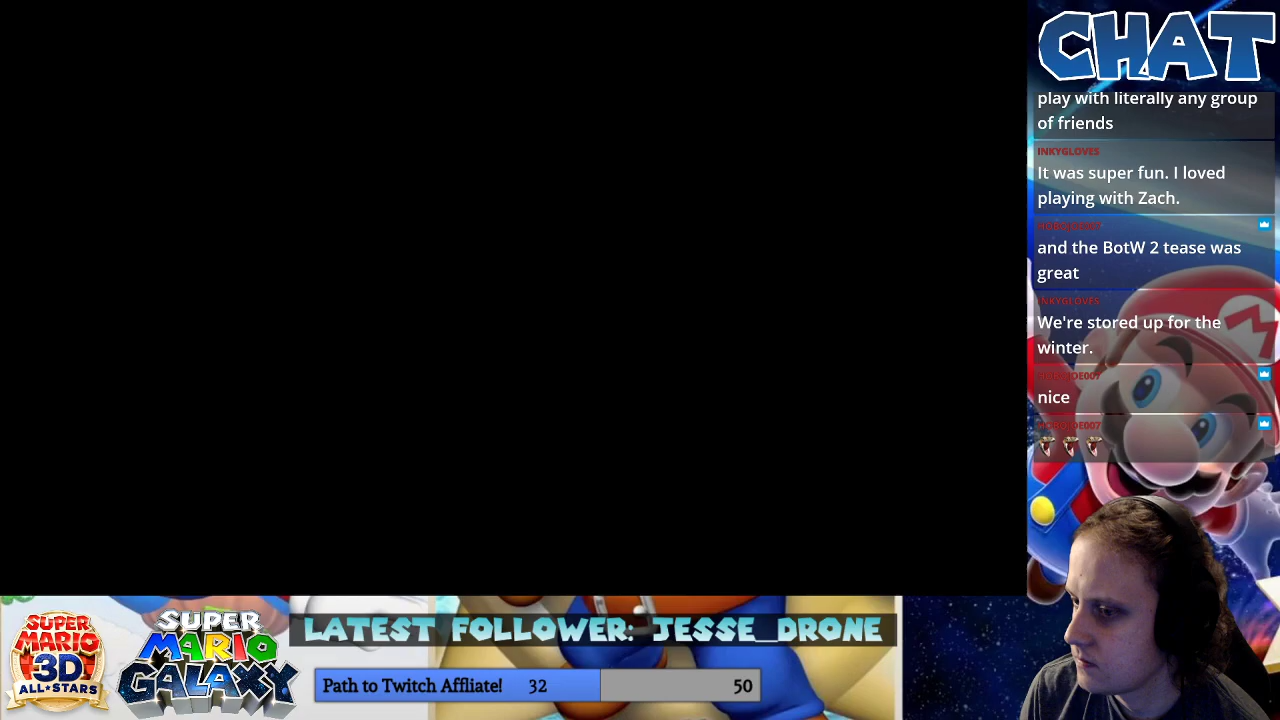 CHAT
play with literally any group
of friends
INKYGLOVES
It was super fun. I loved
playing with Zach.
and the BotW 2 tease was
great
INKYGLOVES
We're stored up for the
winter.
nice
SUPER
MARIO
3D
ALL★STARS
SUPER
MARIO
GALAXY
LATEST FOLLOWER: JESSE_DRONE
Path to Twitch Affliate! 32 50